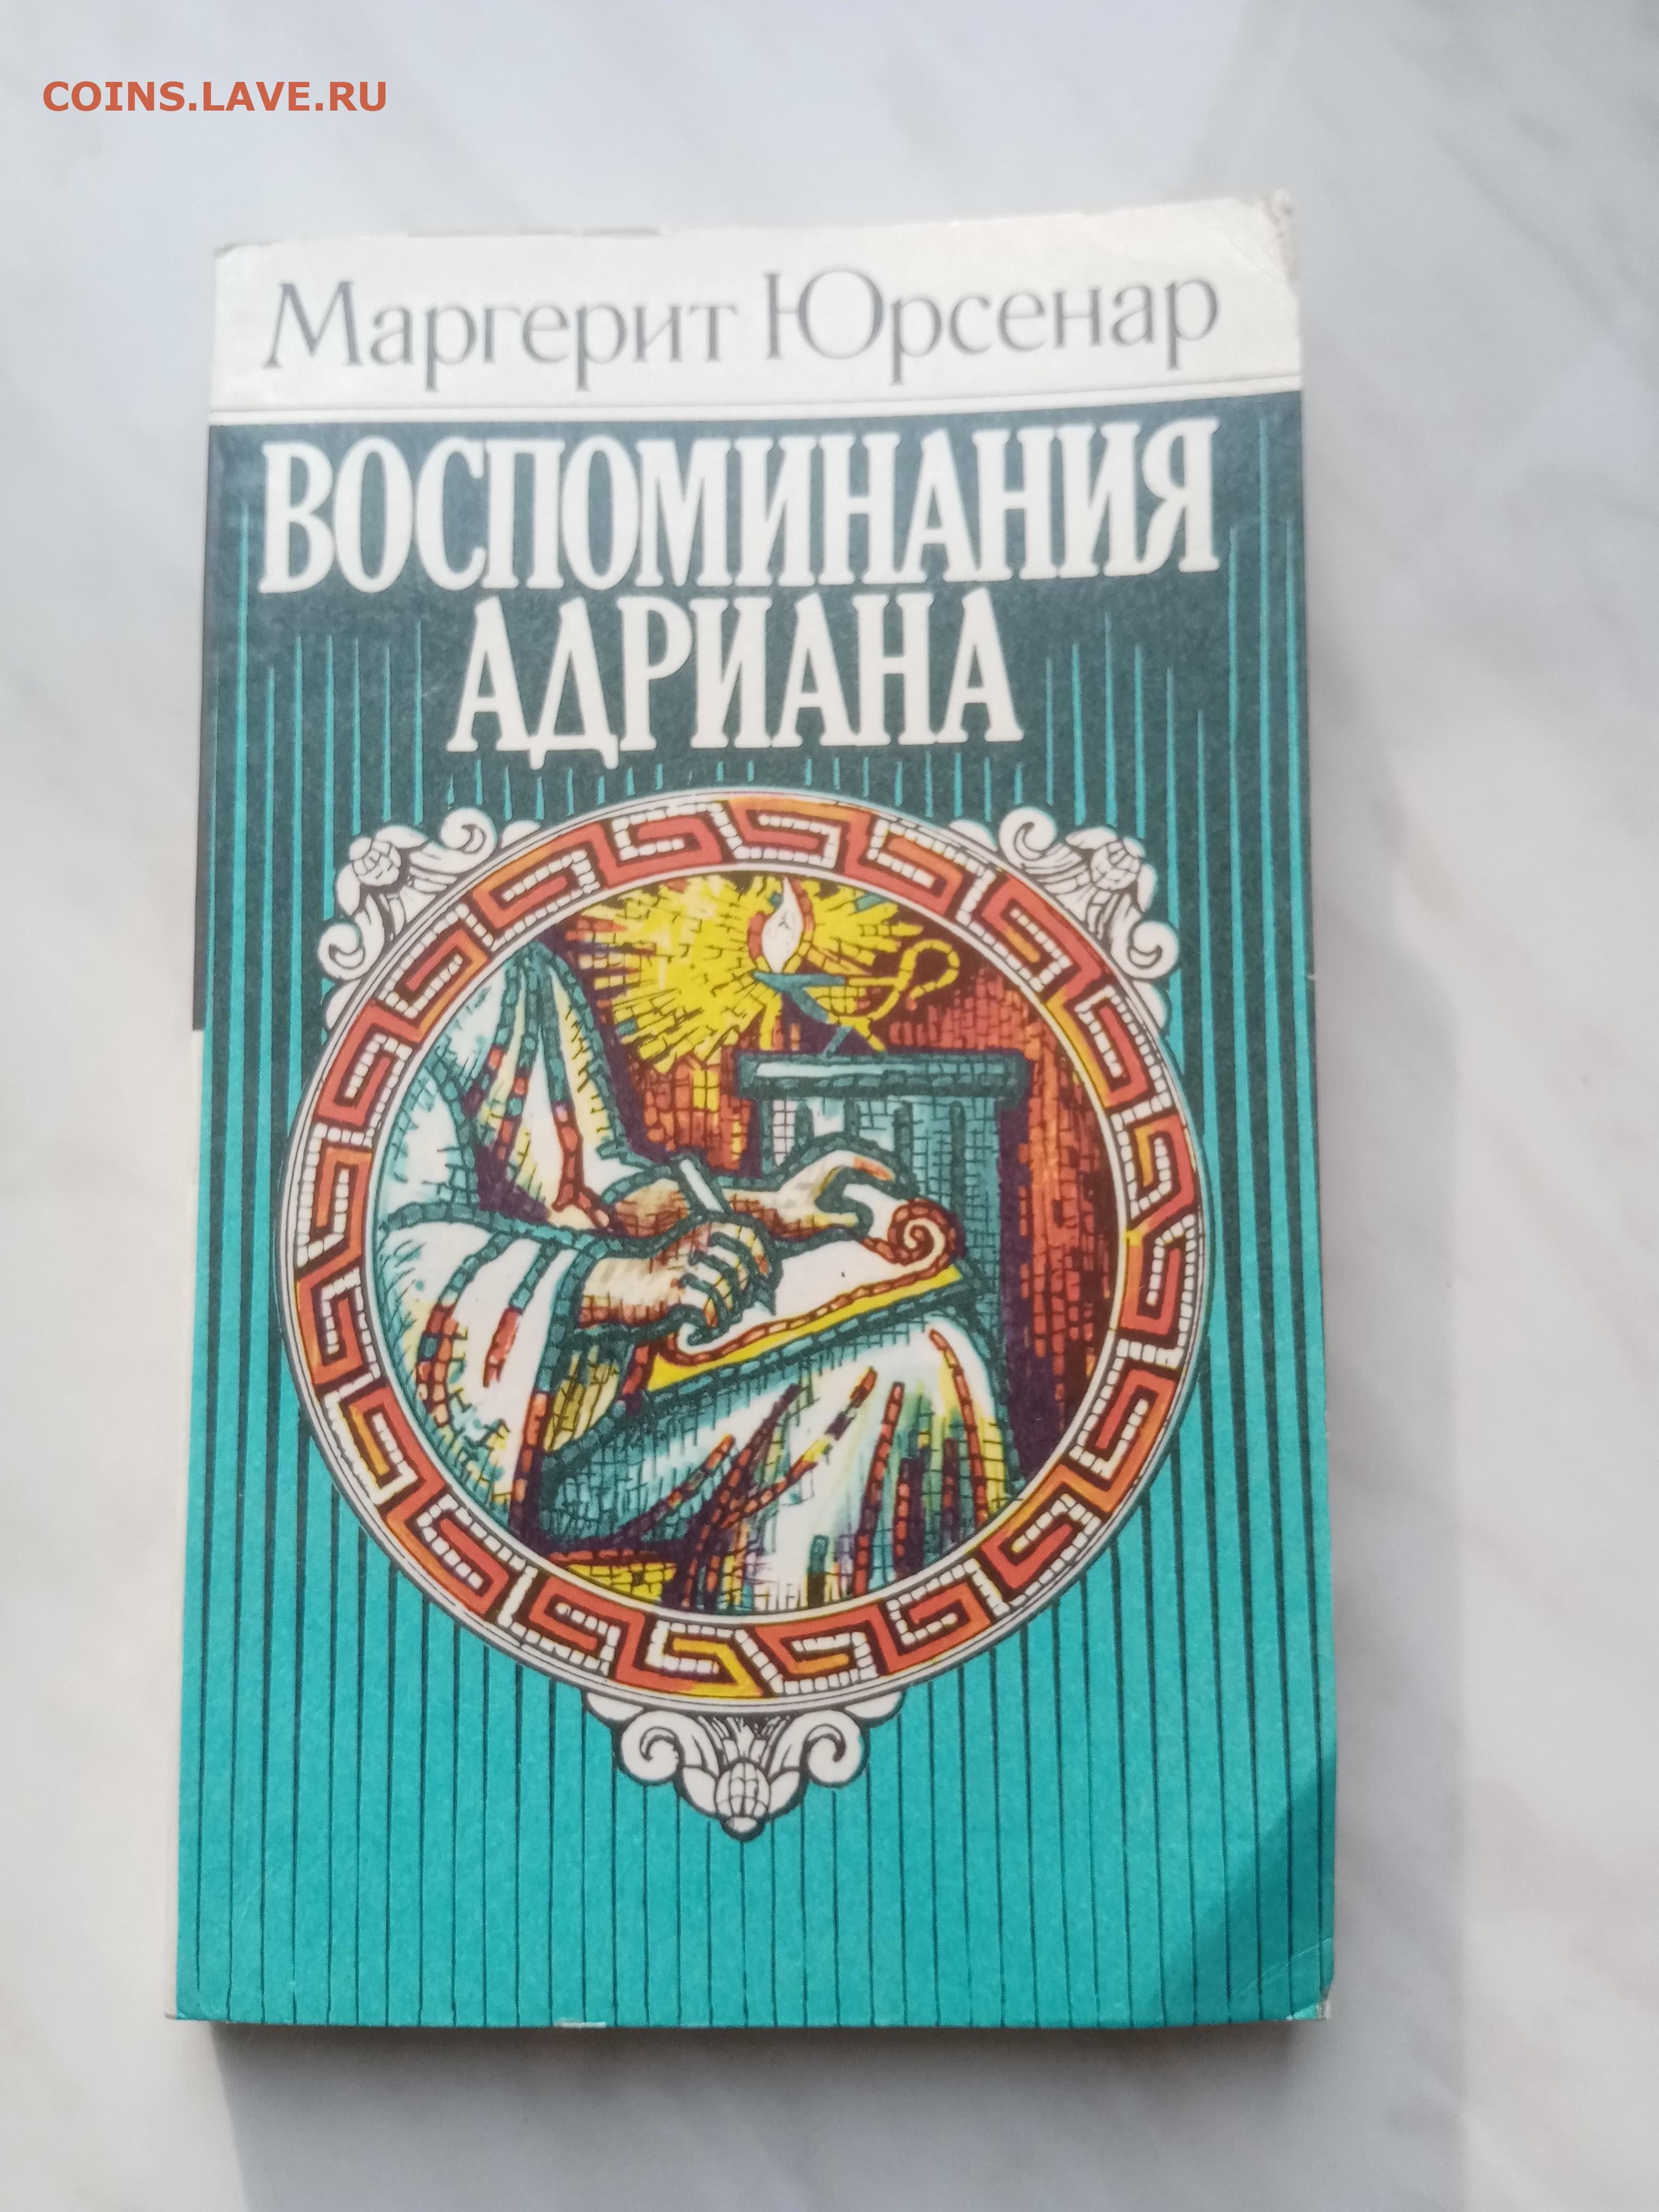 COINS.LAVE.RU
Маргерит Юрсенар
ВОСПОМИНАНИЯ
АДРИАНА